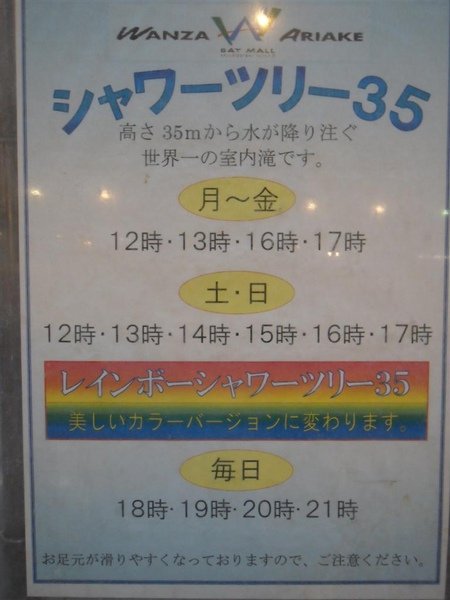 WANZA ARIAKE
BAY MALL
シャワーツリー35
高さ35mから水が降り注ぐ
世界一の室内滝です。
月～金
12時・13時・16時・17時
土・日
12時・13時・14時・15時・16時・17時
レインボーシャワーツリー35
美しいカラーバージョンに変わります。
毎日
18時・19時・20時・21時
お足元が滑りやすくなっておりますので、ご注意ください。